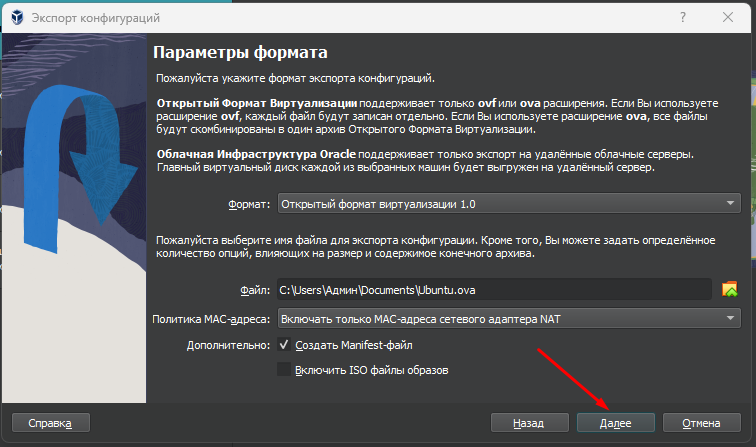 Экспорт конфигураций
?
Параметры формата
Пожалуйста укажите формат экспорта конфигураций.
Открытый Формат Виртуализации поддерживает только ovf или ova расширения. Если Вы используете
расширение ovf, каждый файл будут записан отдельно. Если Вы используете расширение ova, все файлы
будут скомбинированы в один архив Открытого Формата Виртуализации.
Облачная Инфраструктура Oracle поддерживает только экспорт на удалённые облачные серверы.
Главный виртуальный диск каждой из выбранных машин будет выгружен на удалённый сервер.
Формат: Открытый формат виртуализации 1.0
Пожалуйста выберите имя файла для экспорта конфигурации. Кроме того, Вы можете задать определённое
количество опций, влияющих на размер и содержимое конечного архива.
Файл: C:\Users\Админ\Documents\Ubuntu.ova
Политика MAC-адреса: Включать только MAC-адреса сетевого адаптера NAT
Дополнительно: Создать Manifest-файл
Включить ISO файлы образов
Справка Назад Далее Отмена